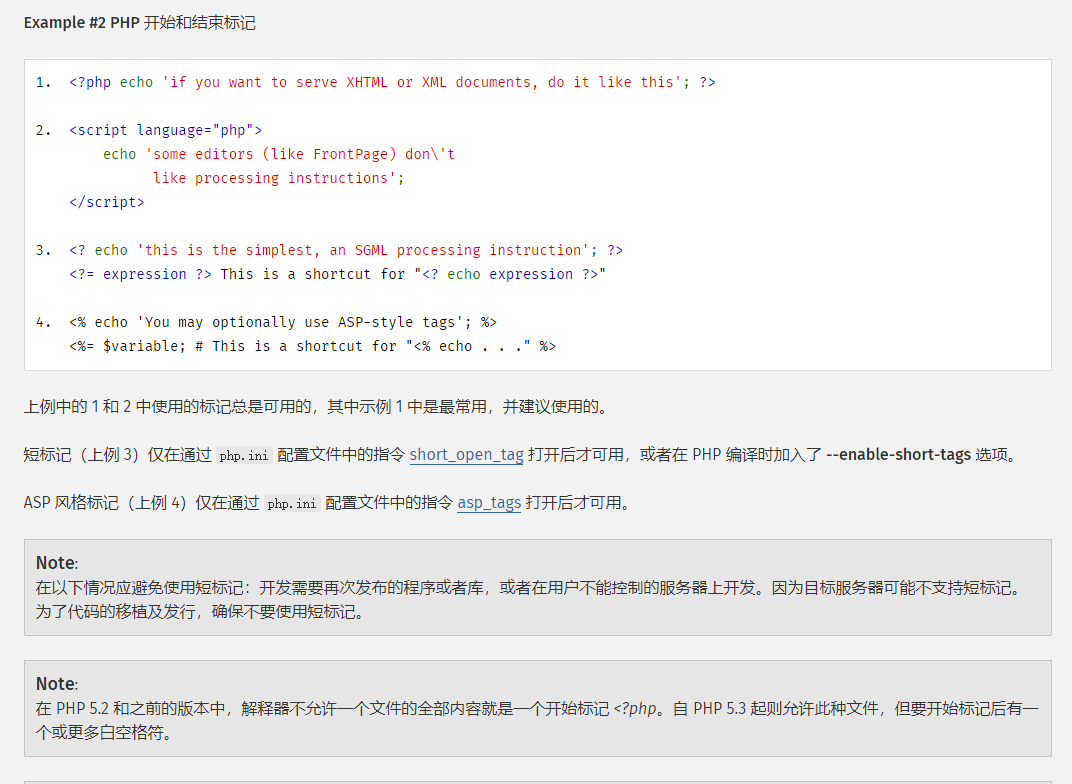 Example #2 PHP 开始和结束标记
1.  <?php echo 'if you want to serve XHTML or XML documents, do it like this'; ?>
2.  <script language="php">
echo 'some editors (like FrontPage) don\'t
like processing instructions';
</script>
3.  <? echo 'this is the simplest, an SGML processing instruction'; ?>
<?= expression ?> This is a shortcut for "<? echo expression ?>"
4.  <% echo 'You may optionally use ASP-style tags'; %>
<%= $variable; # This is a shortcut for "<% echo . . ." %>
上例中的 1 和 2 中使用的标记总是可用的，其中示例 1 中是最常用，并建议使用的。
短标记（上例 3）仅在通过 php.ini 配置文件中的指令 short_open_tag 打开后才可用，或者在 PHP 编译时加入了 --enable-short-tags 选项。
ASP 风格标记（上例 4）仅在通过 php.ini 配置文件中的指令 asp_tags 打开后才可用。
Note:
在以下情况应避免使用短标记：开发需要再次发布的程序或者库，或者在用户不能控制的服务器上开发。因为目标服务器可能不支持短标记。
为了代码的移植及发行，确保不要使用短标记。
Note:
在 PHP 5.2 和之前的版本中，解释器不允许一个文件的全部内容就是一个开始标记 <?php。自 PHP 5.3 起则允许此种文件，但要开始标记后有一
个或更多白空格符。